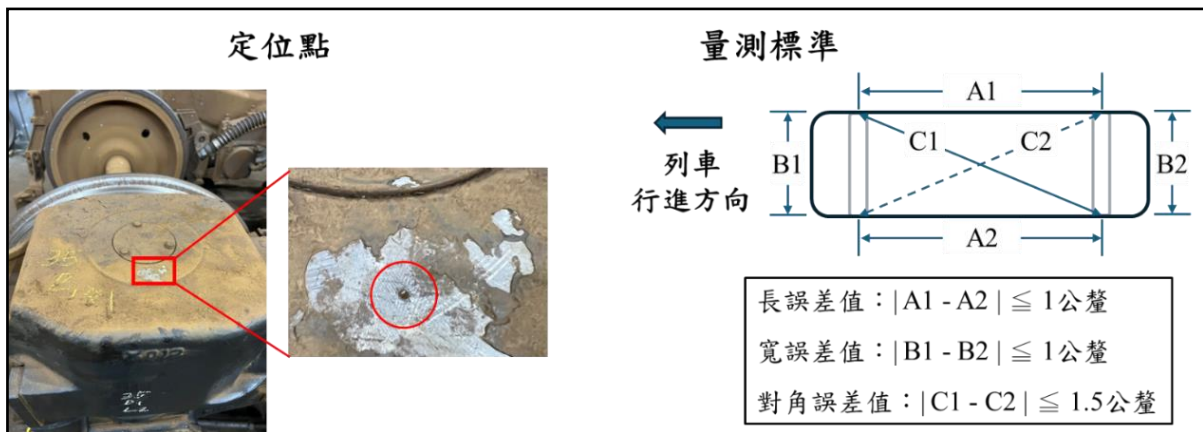 定位點
量測標準
A1
A2
B1
B2
C1
C2
列車
行進方向
長誤差值：|A1 - A2| ≦ 1公釐
寬誤差值：|B1 - B2| ≦ 1公釐
對角誤差值：|C1 - C2| ≦ 1.5公釐